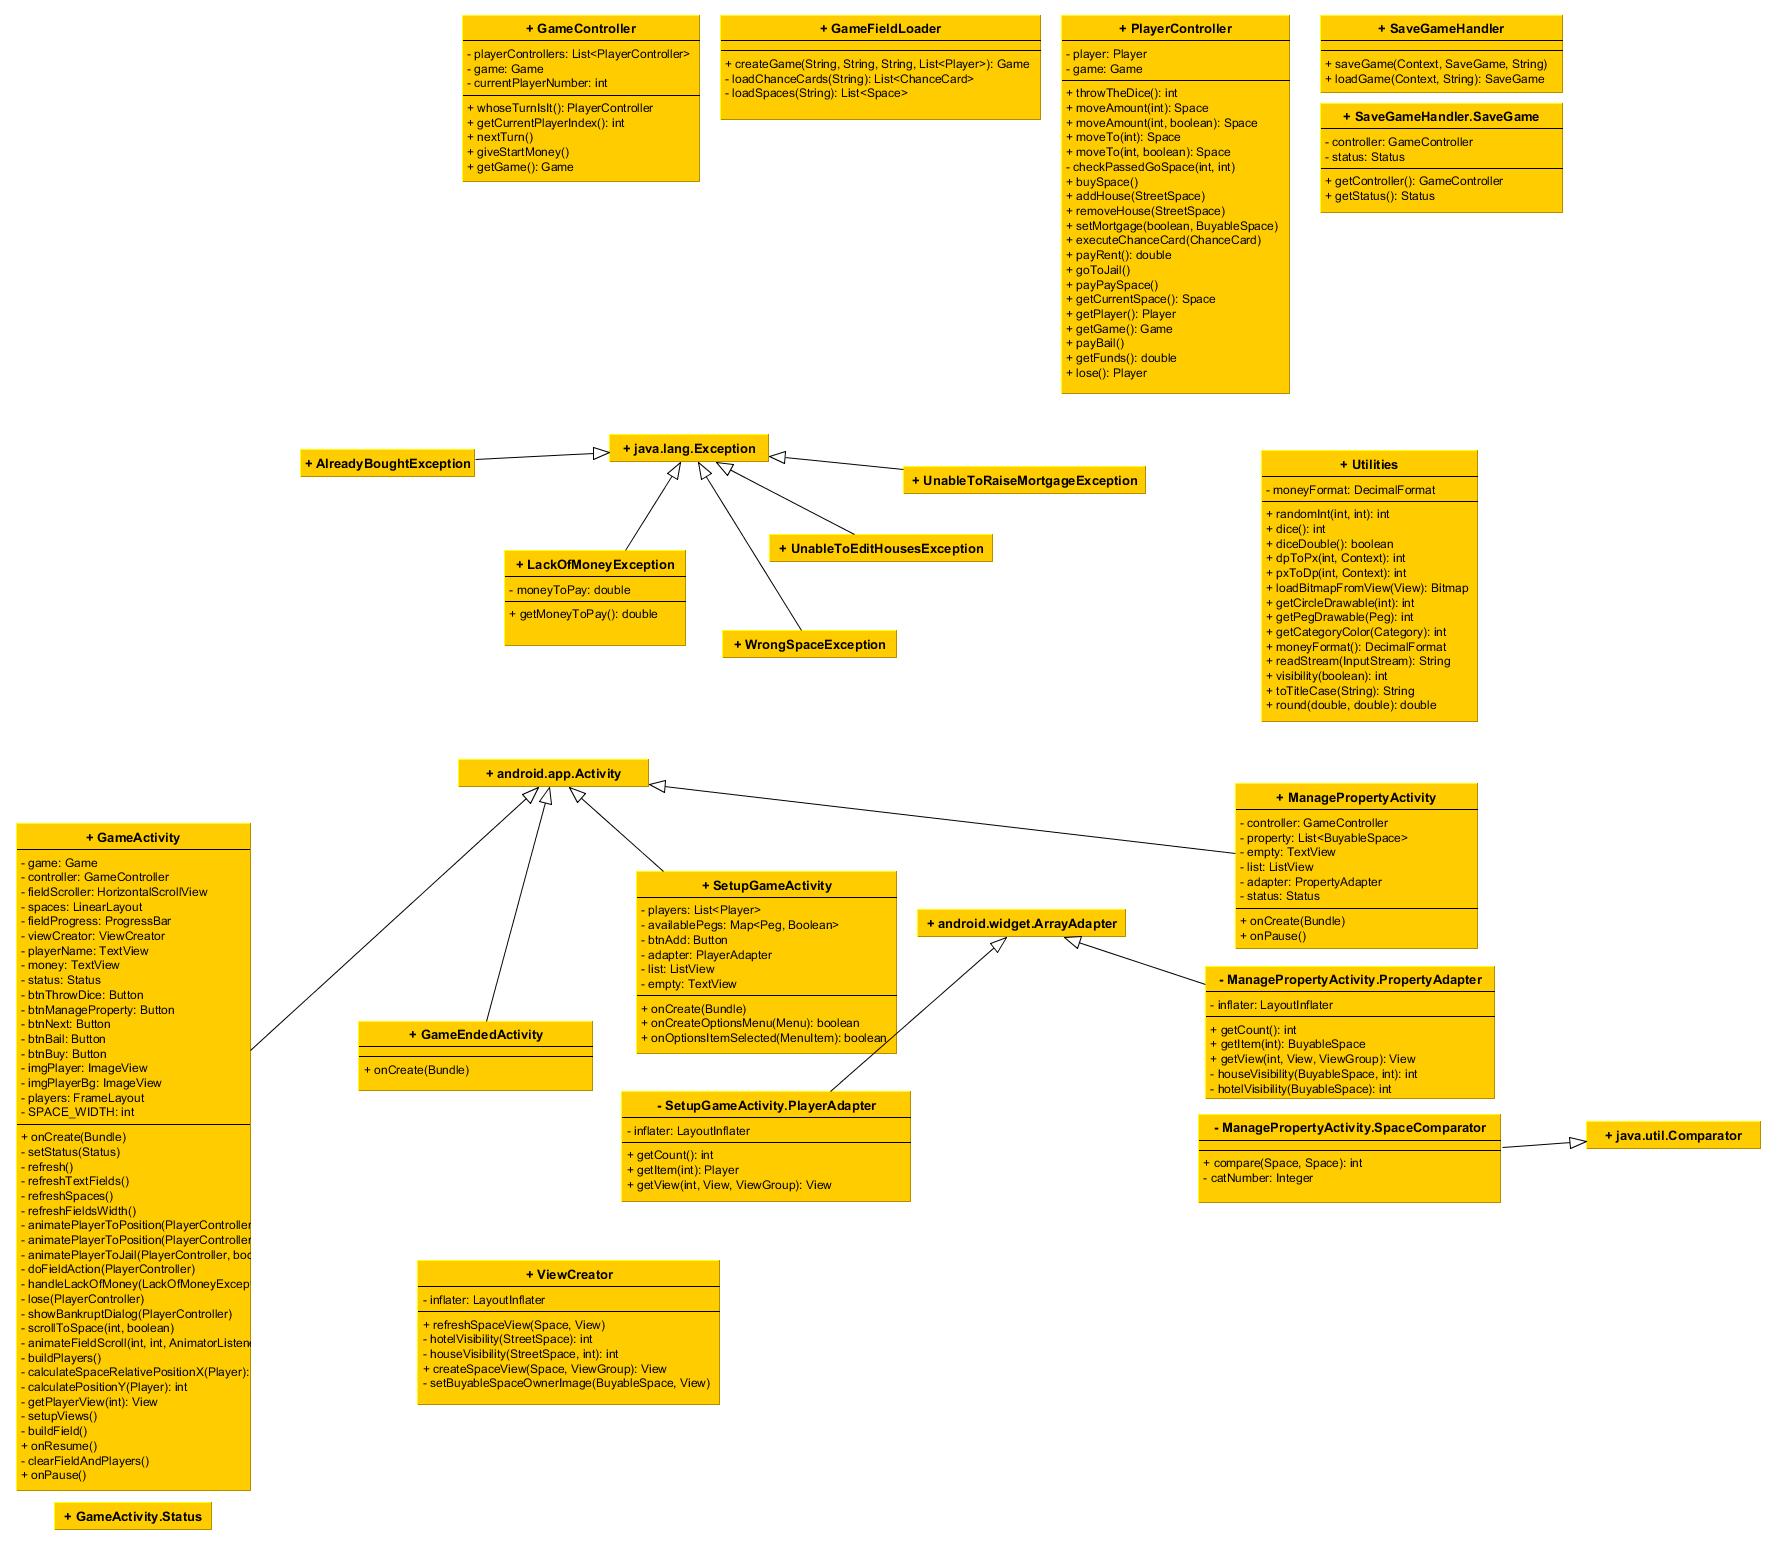 + GameController
- playerControllers: List<PlayerController>
- game: Game
- currentPlayerNumber: int
+ whoseTurnIsIt(): PlayerController
+ getCurrentPlayerIndex(): int
+ nextTurn()
+ giveStartMoney()
+ getGame(): Game
+ GameFieldLoader
+ createGame(String, String, String, List<Player>): Game
- loadChanceCards(String): List<ChanceCard>
- loadSpaces(String): List<Space>
+ PlayerController
- player: Player
- game: Game
+ throwTheDice(): int
+ moveAmount(int): Space
+ moveAmount(int, boolean): Space
+ moveTo(int): Space
+ moveTo(int, boolean): Space
- checkPassedGoSpace(int, int)
+ buySpace()
+ addHouse(StreetSpace)
+ removeHouse(StreetSpace)
+ setMortgage(boolean, BuyableSpace)
+ executeChanceCard(ChanceCard)
+ payRent(): double
+ goToJail()
+ payPaySpace()
+ getCurrentSpace(): Space
+ getPlayer(): Player
+ getGame(): Game
+ payBail()
+ getFunds(): double
+ lose(): Player
+ SaveGameHandler
+ saveGame(Context, SaveGame, String)
+ loadGame(Context, String): SaveGame
+ SaveGameHandler.SaveGame
- controller: GameController
- status: Status
+ getController(): GameController
+ getStatus(): Status
+ java.lang.Exception
+ AlreadyBoughtException
+ UnableToRaiseMortgageException
+ UnableToEditHousesException
+ LackOfMoneyException
- moneyToPay: double
+ getMoneyToPay(): double
+ WrongSpaceException
+ Utilities
- moneyFormat: DecimalFormat
+ randomInt(int, int): int
+ dice(): int
+ diceDouble(): boolean
+ dpToPx(int, Context): int
+ pxToDp(int, Context): int
+ loadBitmapFromView(View): Bitmap
+ getCircleDrawable(int): int
+ getPegDrawable(Peg): int
+ getCategoryColor(Category): int
+ moneyFormat(): DecimalFormat
+ readStream(InputStream): String
+ visibility(boolean): int
+ toTitleCase(String): String
+ round(double, double): double
+ android.app.Activity
+ GameActivity
- game: Game
- controller: GameController
- fieldScroller: HorizontalScrollView
- spaces: LinearLayout
- fieldProgress: ProgressBar
- viewCreator: ViewCreator
- playerName: TextView
- money: TextView
- status: Status
- btnThrowDice: Button
- btnManageProperty: Button
- btnNext: Button
- btnBail: Button
- btnBuy: Button
- imgPlayer: ImageView
- imgPlayerBg: ImageView
- players: FrameLayout
- SPACE_WIDTH: int
+ onCreate(Bundle)
- setStatus(Status)
- refresh()
- refreshTextFields()
- refreshSpaces()
- refreshFieldsWidth()
- animatePlayerToPosition(PlayerController
- animatePlayerToPosition(PlayerController
- animatePlayerToJail(PlayerController, boo
- doFieldAction(PlayerController)
- handleLackOfMoney(LackOfMoneyExcep
- lose(PlayerController)
- showBankruptDialog(PlayerController)
- scrollToSpace(int, boolean)
- animateFieldScroll(int, int, AnimatorListene
- buildPlayers()
- calculateSpaceRelativePositionX(Player):
- calculatePositionY(Player): int
- getPlayerView(int): View
- setupViews()
- buildField()
+ onResume()
- clearFieldAndPlayers()
+ onPause()
+ GameActivity.Status
+ GameEndedActivity
+ onCreate(Bundle)
+ SetupGameActivity
- players: List<Player>
- availablePegs: Map<Peg, Boolean>
- btnAdd: Button
- adapter: PlayerAdapter
- list: ListView
- empty: TextView
+ onCreate(Bundle)
+ onCreateOptionsMenu(Menu): boolean
+ onOptionsItemSelected(MenuItem): boolean
+ android.widget.ArrayAdapter
- SetupGameActivity.PlayerAdapter
- inflater: LayoutInflater
+ getCount(): int
+ getItem(int): Player
+ getView(int, View, ViewGroup): View
+ ManagePropertyActivity
- controller: GameController
- property: List<BuyableSpace>
- empty: TextView
- list: ListView
- adapter: PropertyAdapter
- status: Status
+ onCreate(Bundle)
+ onPause()
- ManagePropertyActivity.PropertyAdapter
- inflater: LayoutInflater
+ getCount(): int
+ getItem(int): BuyableSpace
+ getView(int, View, ViewGroup): View
- houseVisibility(BuyableSpace, int): int
- hotelVisibility(BuyableSpace): int
- ManagePropertyActivity.SpaceComparator
+ compare(Space, Space): int
- catNumber: Integer
+ java.util.Comparator
+ ViewCreator
- inflater: LayoutInflater
+ refreshSpaceView(Space, View)
- hotelVisibility(StreetSpace): int
- houseVisibility(StreetSpace, int): int
+ createSpaceView(Space, ViewGroup): View
- setBuyableSpaceOwnerImage(BuyableSpace, View)